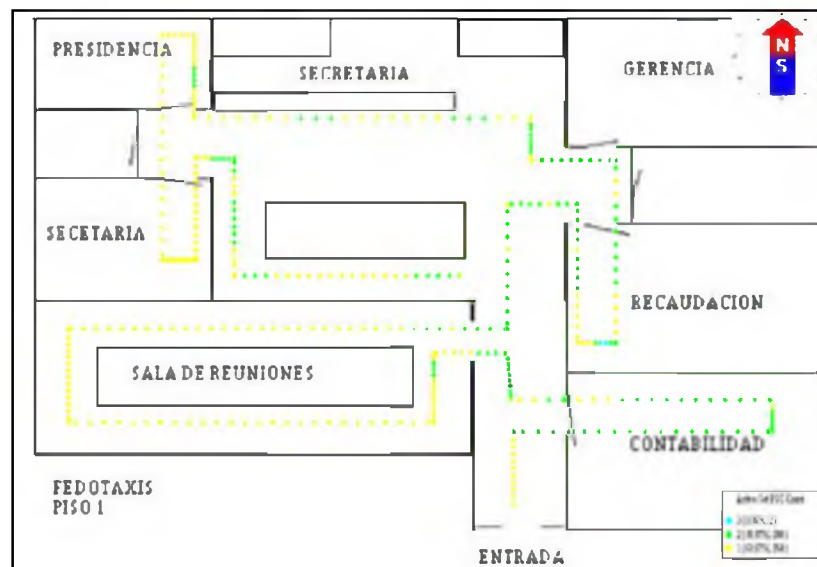 PRESIDENCIA
SECRETARIA
GERENCIA
N
S
SECETARIA
RECAUDACION
SALA DE REUNIONES
CONTABILIDAD
FEDOTAXIS
PISO 1
ENTRADA